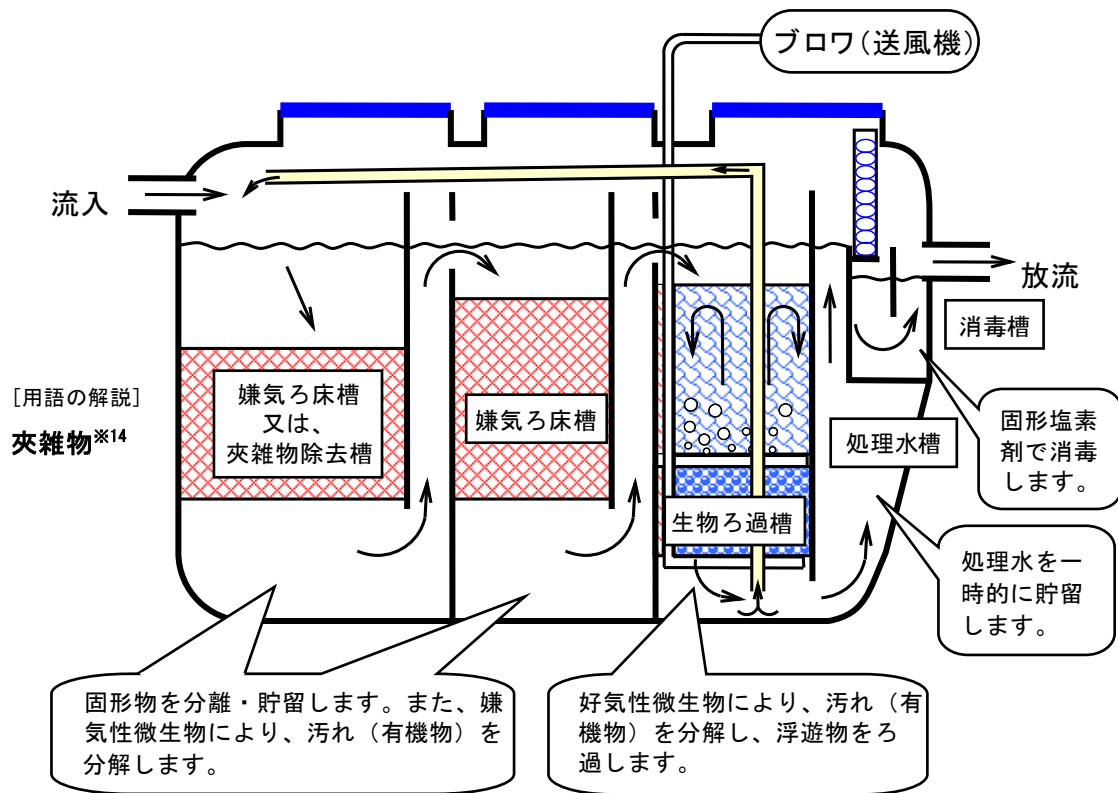 ブロワ(送風機)
流入
放流
消毒槽
[用語の解説]
夾雑物※14
嫌気ろ床槽
又は、
夾雑物除去槽
嫌気ろ床槽
処理水槽
固形塩素
剤で消毒
します。
生物ろ過槽
処理水を一
時的に貯留
します。
固形物を分離・貯留します。また、嫌
気性微生物により、汚れ（有機物）を
分解します。
好気性微生物により、汚れ（有
機物）を分解し、浮遊物をろ
過します。